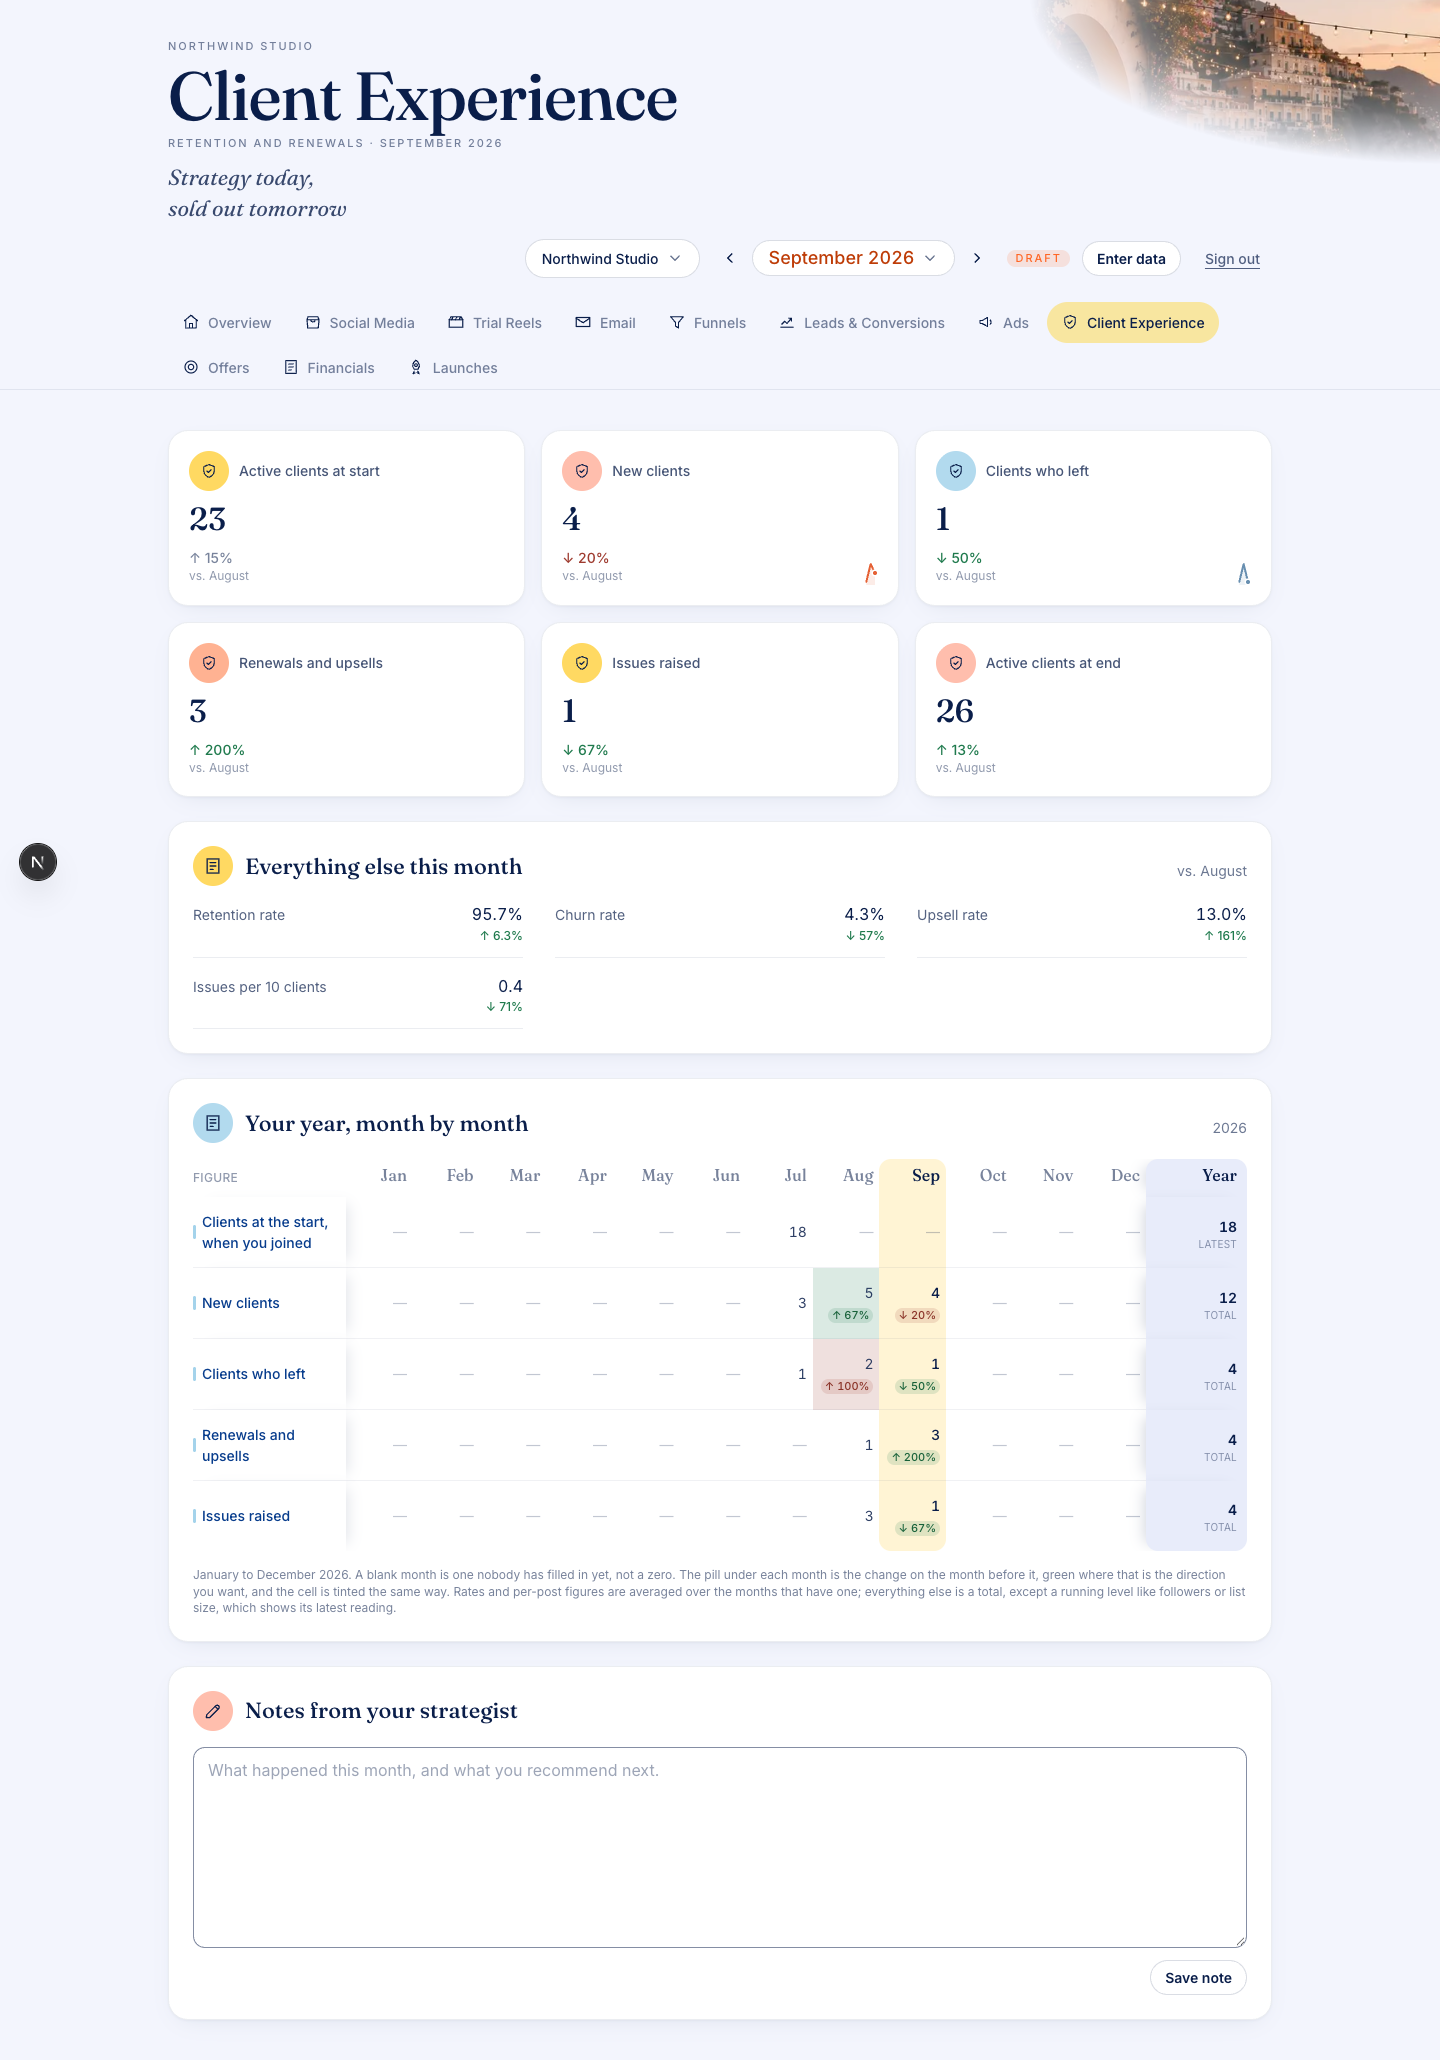 NORTHWIND STUDIO
Client Experience
RETENTION AND RENEWALS · SEPTEMBER 2026
Strategy today,
sold out tomorrow
Northwind Studio
September 2026
DRAFT
Enter data
Sign out
Overview
Social Media
Trial Reels
Email
Funnels
Leads & Conversions
Ads
Client Experience
Offers
Financials
Launches
Active clients at start
23
↑ 15%
vs. August
New clients
4
↓ 20%
vs. August
Clients who left
1
↓ 50%
vs. August
Renewals and upsells
3
↑ 200%
vs. August
Issues raised
1
↓ 67%
vs. August
Active clients at end
26
↑ 13%
vs. August
N
Everything else this month
vs. August
Retention rate 95.7%
↑ 6.3%
Churn rate 4.3%
↓ 57%
Upsell rate 13.0%
↑ 161%
Issues per 10 clients 0.4
↓ 71%
Your year, month by month
2026
FIGURE Jan Feb Mar Apr May Jun Jul Aug Sep Oct Nov Dec Year
Clients at the start,
when you joined
— — — — — — 18 — — — — — 18
LATEST
New clients — — — — — — 3 5 4 — — — 12
↑ 67% ↓ 20% TOTAL
Clients who left — — — — — — 1 2 1 — — — 4
↑ 100% ↓ 50% TOTAL
Renewals and
upsells
— — — — — — — 1 3 — — — 4
↑ 200% TOTAL
Issues raised — — — — — — — 3 1 — — — 4
↓ 67% TOTAL
January to December 2026. A blank month is one nobody has filled in yet, not a zero. The pill under each month is the change on the month before it, green where that is the direction
you want, and the cell is tinted the same way. Rates and per-post figures are averaged over the months that have one; everything else is a total, except a running level like followers or list
size, which shows its latest reading.
Notes from your strategist
What happened this month, and what you recommend next.
Save note